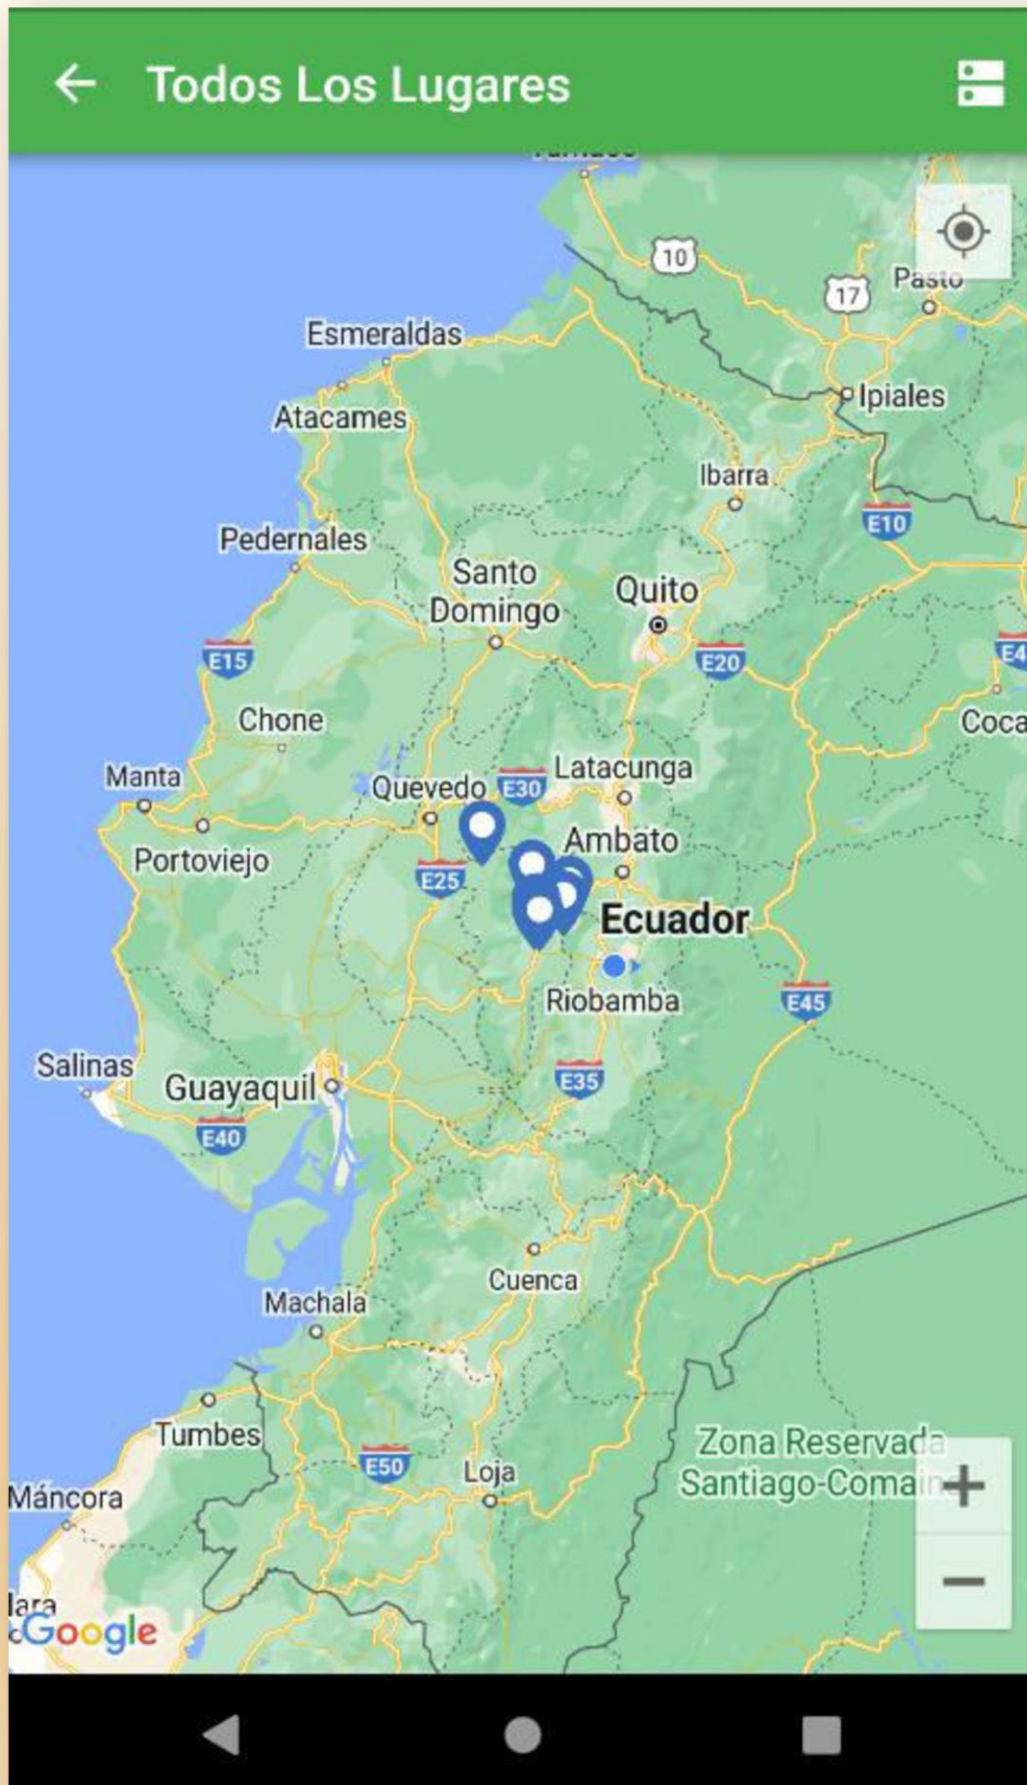 Todos Los Lugares
10
17
Pasto
Esmeraldas
Ipiales
Atacames
Ibarra
E10
Pedernales
Santo
Domingo
Quito
E15
E20
E4
Chone
Coca
Manta
Quevedo
E30
Latacunga
Portoviejo
Ambato
E25
Ecuador
Riobamba
E45
Salinas
Guayaquil
E35
E40
Cuenca
Machala
Tumbes
Zona Reservada
Santiago-Comain
E50
Loja
Máncora
lara
Google